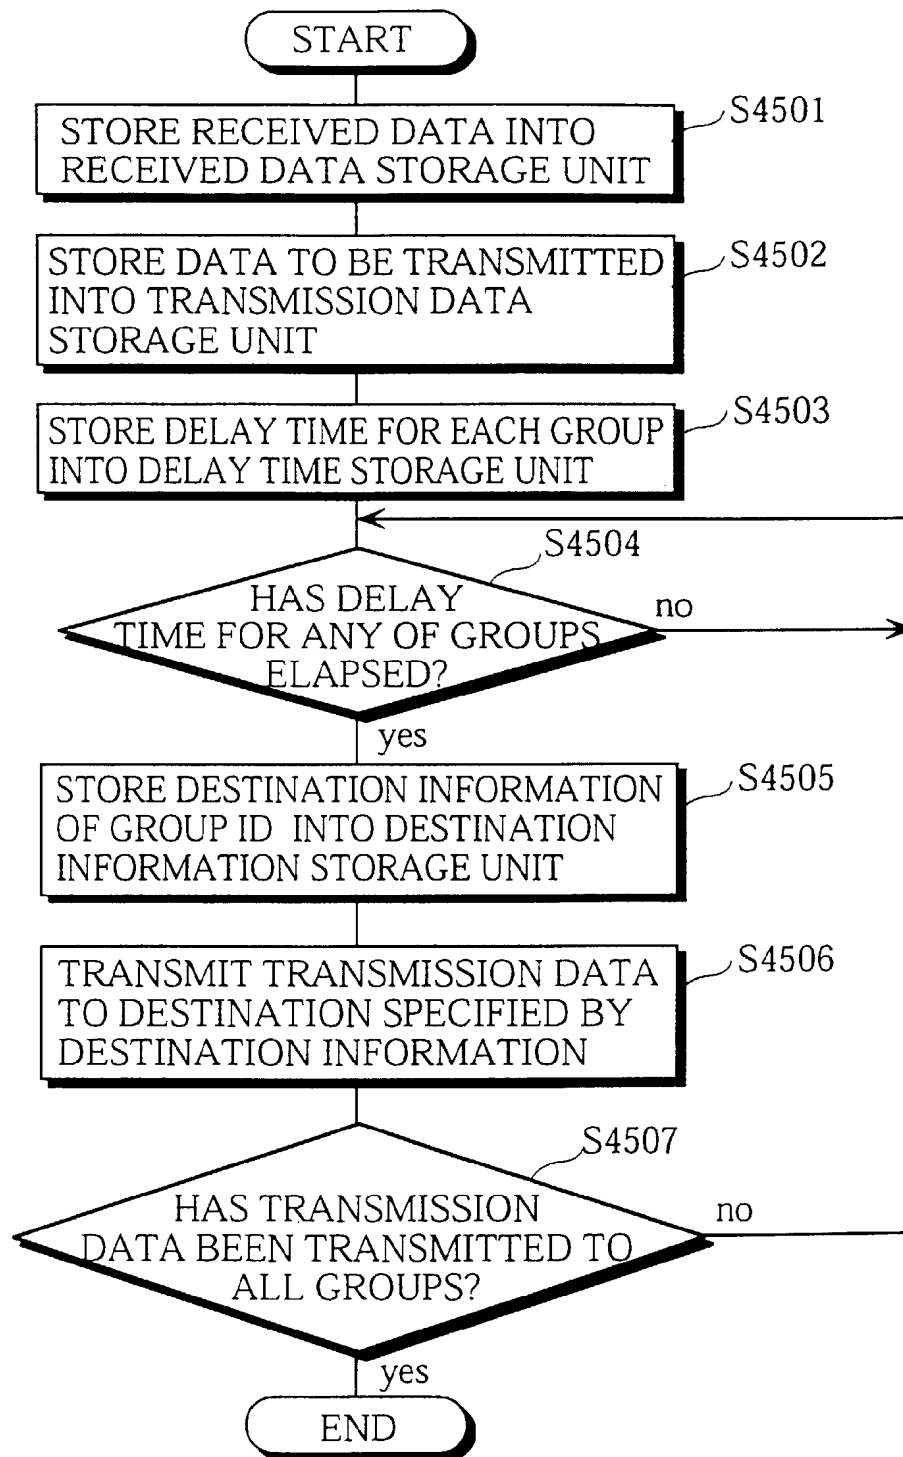 START
S4501
STORE RECEIVED DATA INTO
RECEIVED DATA STORAGE UNIT
S4502
STORE DATA TO BE TRANSMITTED
INTO TRANSMISSION DATA
STORAGE UNIT
S4503
STORE DELAY TIME FOR EACH GROUP
INTO DELAY TIME STORAGE UNIT
S4504
HAS DELAY
TIME FOR ANY OF GROUPS
ELAPSED?
no
yes
S4505
STORE DESTINATION INFORMATION
OF GROUP ID INTO DESTINATION
INFORMATION STORAGE UNIT
S4506
TRANSMIT TRANSMISSION DATA
TO DESTINATION SPECIFIED BY
DESTINATION INFORMATION
S4507
HAS TRANSMISSION
DATA BEEN TRANSMITTED TO
ALL GROUPS?
no
yes
END